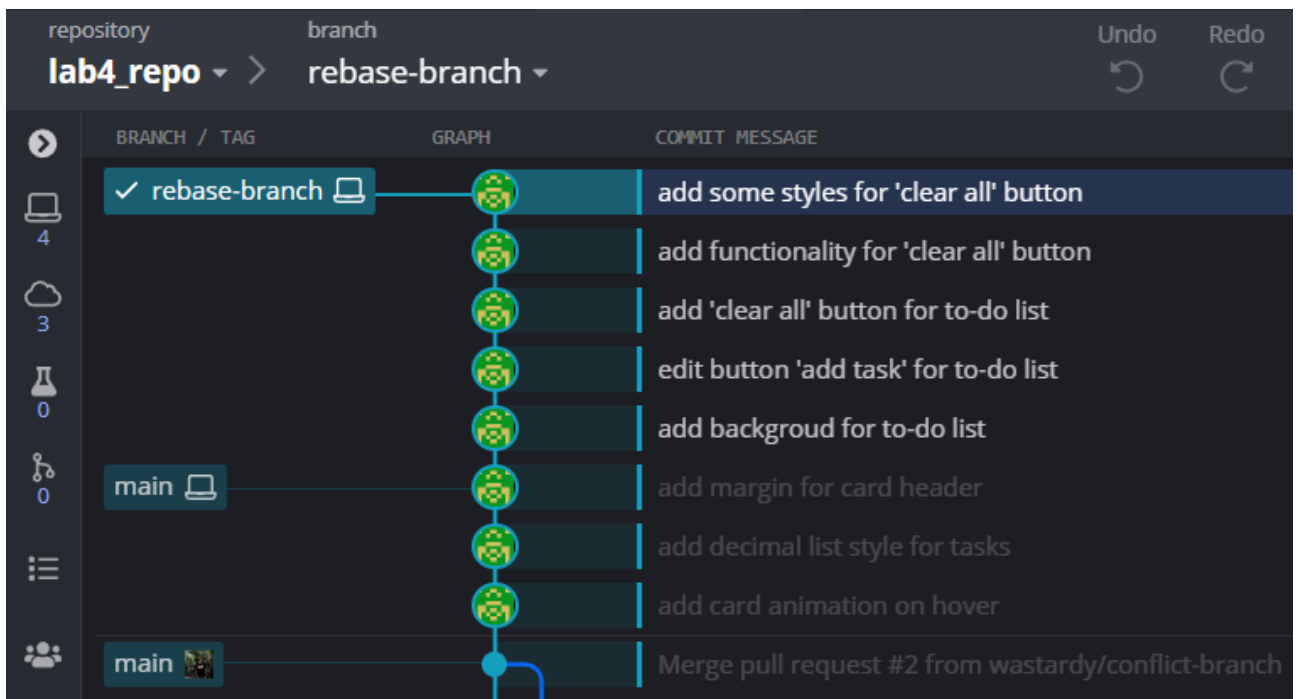 repository branch Undo Redo
lab4_repo rebase-branch
BRANCH / TAG GRAPH COMMIT MESSAGE
rebase-branch add some styles for 'clear all' button
4 add functionality for 'clear all' button
3 add 'clear all' button for to-do list
edit button 'add task' for to-do list
0 add backgroud for to-do list
0 main add margin for card header
add decimal list style for tasks
add card animation on hover
main Merge pull request #2 from wastardy/conflict-branch